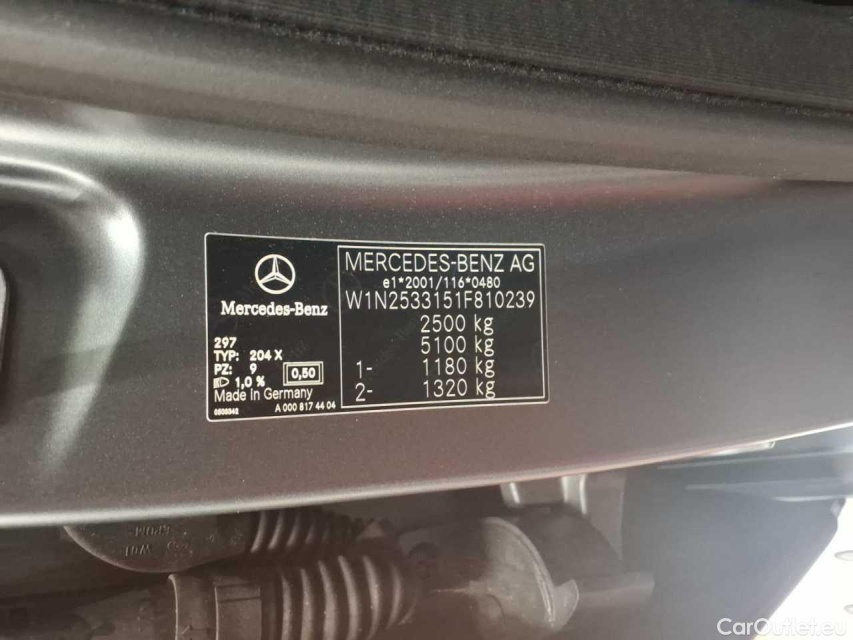 Mercedes-Benz
297
TYP: 204 X
PZ: 9
1,0 %
0,50
Made in Germany
0503342
A 000 817 44 04
MERCEDES-BENZ AG
e1*2001/116*0480
W1N2533151F810239
2500 kg
5100 kg
1- 1180 kg
2- 1320 kg
CarOutlet.eu